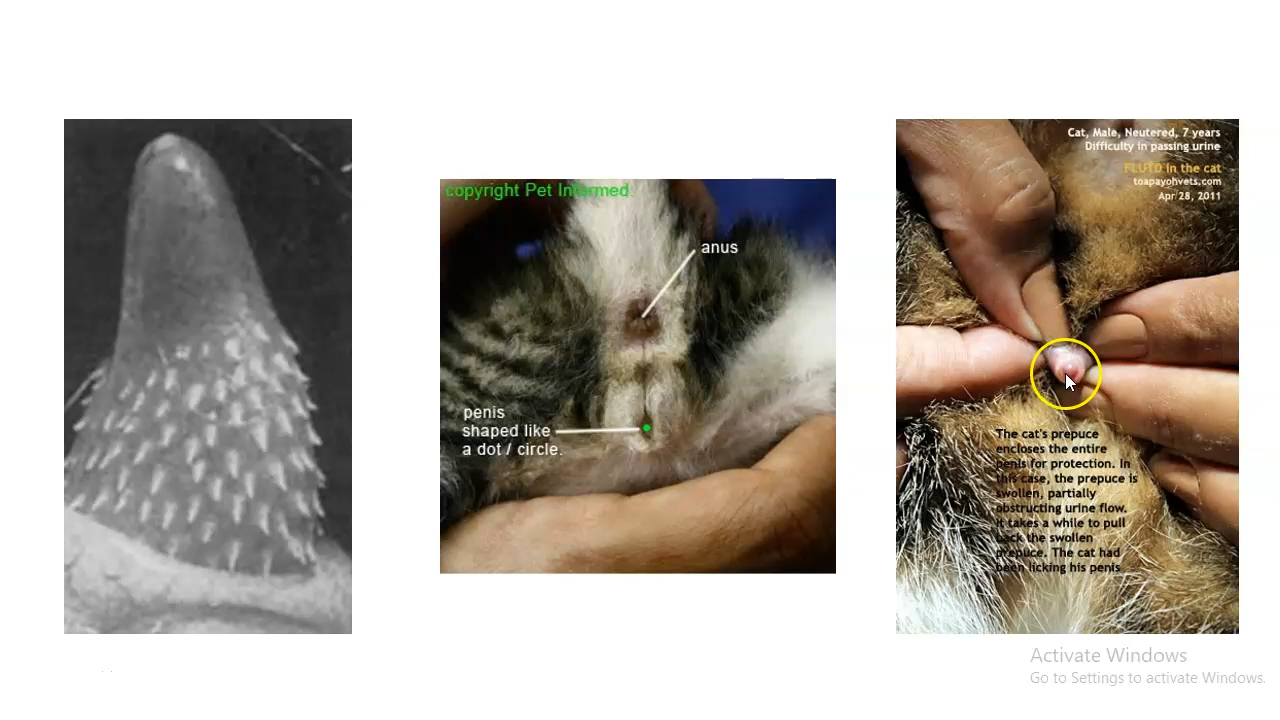 copyright Pet Informed
anus
penis
shaped like
a dot / circle.
Cat, Male, Neutered, 7 years
Difficulty in passing urine
FLUTD in the cat
toapayohvets.com
Apr 28, 2011
The cat's prepuce
encloses the entire
penis for protection. In
this case, the prepuce is
swollen, partially
obstructing urine flow.
It takes a while to pull
back the swollen
prepuce. The cat had
been licking his penis
Activate Windows
Go to Settings to activate Windows.